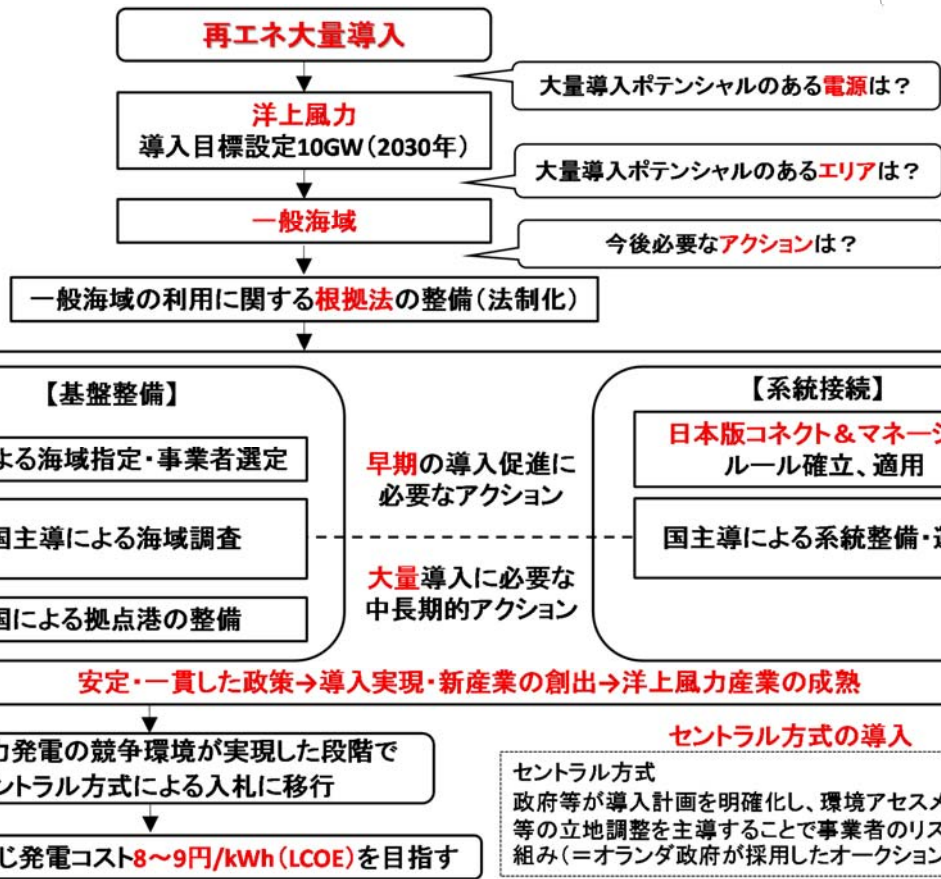 再エネ大量導入
大量導入ポテンシャルのある電源は？
洋上風力
導入目標設定10GW（2030年）
大量導入ポテンシャルのあるエリアは？
一般海域
今後必要なアクションは？
一般海域の利用に関する根拠法の整備（法制化）
【基盤整備】
よる海域指定・事業者選定
国主導による海域調査
国による拠点港の整備
早期の導入促進に
必要なアクション
大量導入に必要な
中長期的アクション
【系統接続】
日本版コネクト＆マネージ
ルール確立、適用
国主導による系統整備・
安定・一貫した政策→導入実現・新産業の創出→洋上風力産業の成熟
力発電の競争環境が実現した段階で
ントラル方式による入札に移行
じ発電コスト8～9円/kWh（LCOE）を目指す
セントラル方式の導入
セントラル方式
政府等が導入計画を明確化し、環境アセスメ
等の立地調整を主導することで事業者のリス
組み（＝オランダ政府が採用したオークション